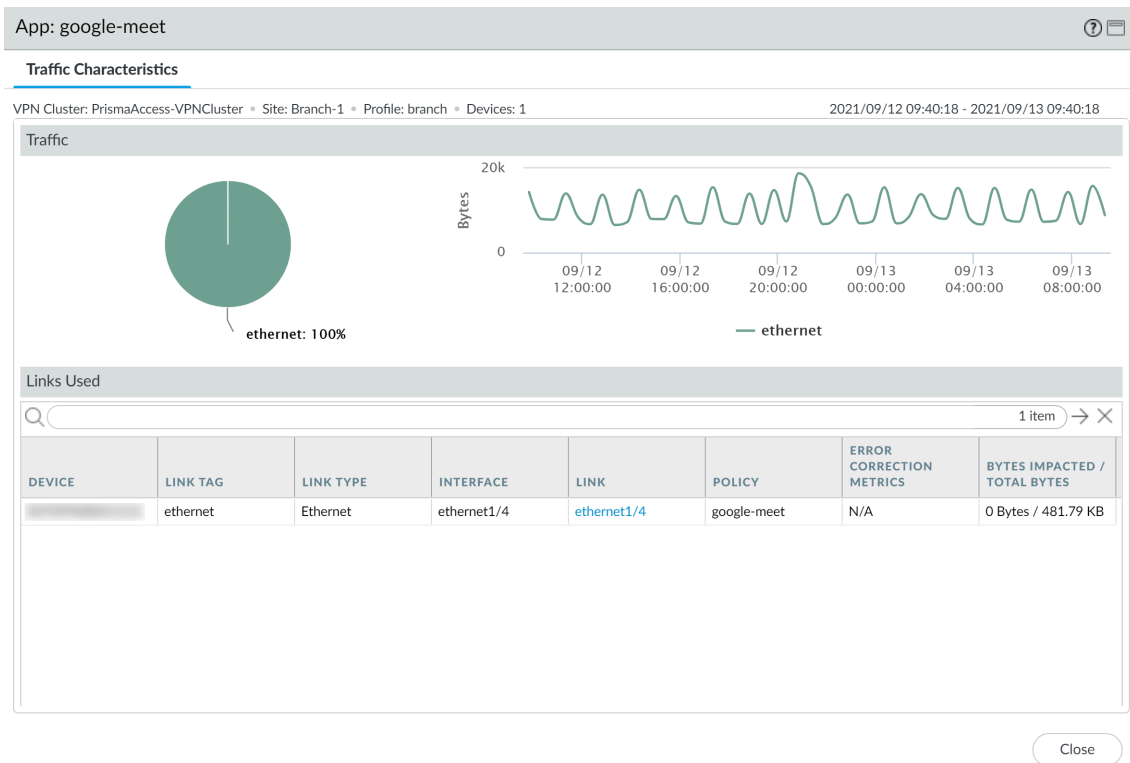 App: google-meet
Traffic Characteristics
VPN Cluster: PrismaAccess-VPNCluster • Site: Branch-1 • Profile: branch • Devices: 1
2021/09/12 09:40:18 - 2021/09/13 09:40:18
Traffic
ethernet: 100%
20k
Bytes
0
09/12 12:00:00
09/12 16:00:00
09/12 20:00:00
09/13 00:00:00
09/13 04:00:00
09/13 08:00:00
ethernet
Links Used
1 item
DEVICE LINK TAG LINK TYPE INTERFACE LINK POLICY ERROR CORRECTION METRICS BYTES IMPACTED / TOTAL BYTES
ethernet Ethernet ethernet1/4 ethernet1/4 google-meet N/A 0 Bytes / 481.79 KB
Close